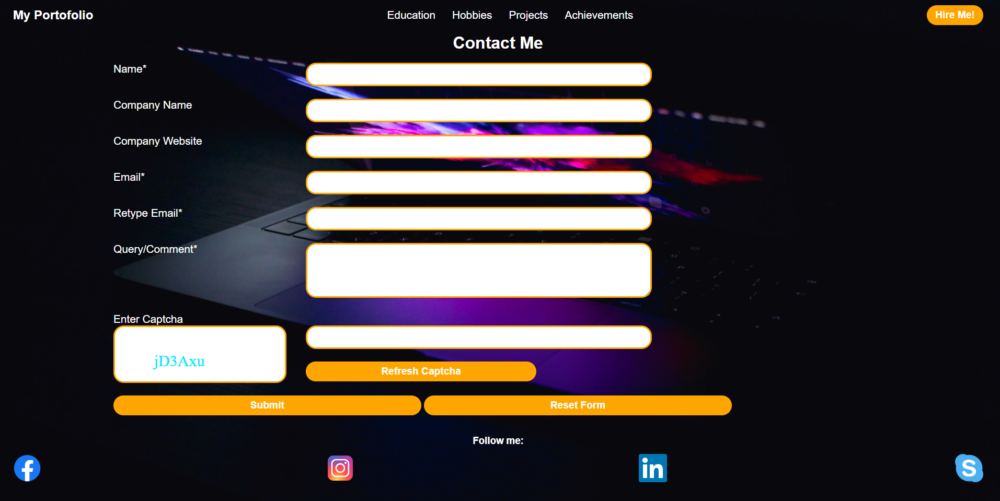 My Portofolio
Education Hobbies Projects Achievements
Hire Me!
Contact Me
Name*
Company Name
Company Website
Email*
Retype Email*
Query/Comment*
Enter Captcha
jD3Axu
Refresh Captcha
Submit
Reset Form
Follow me:
in
S